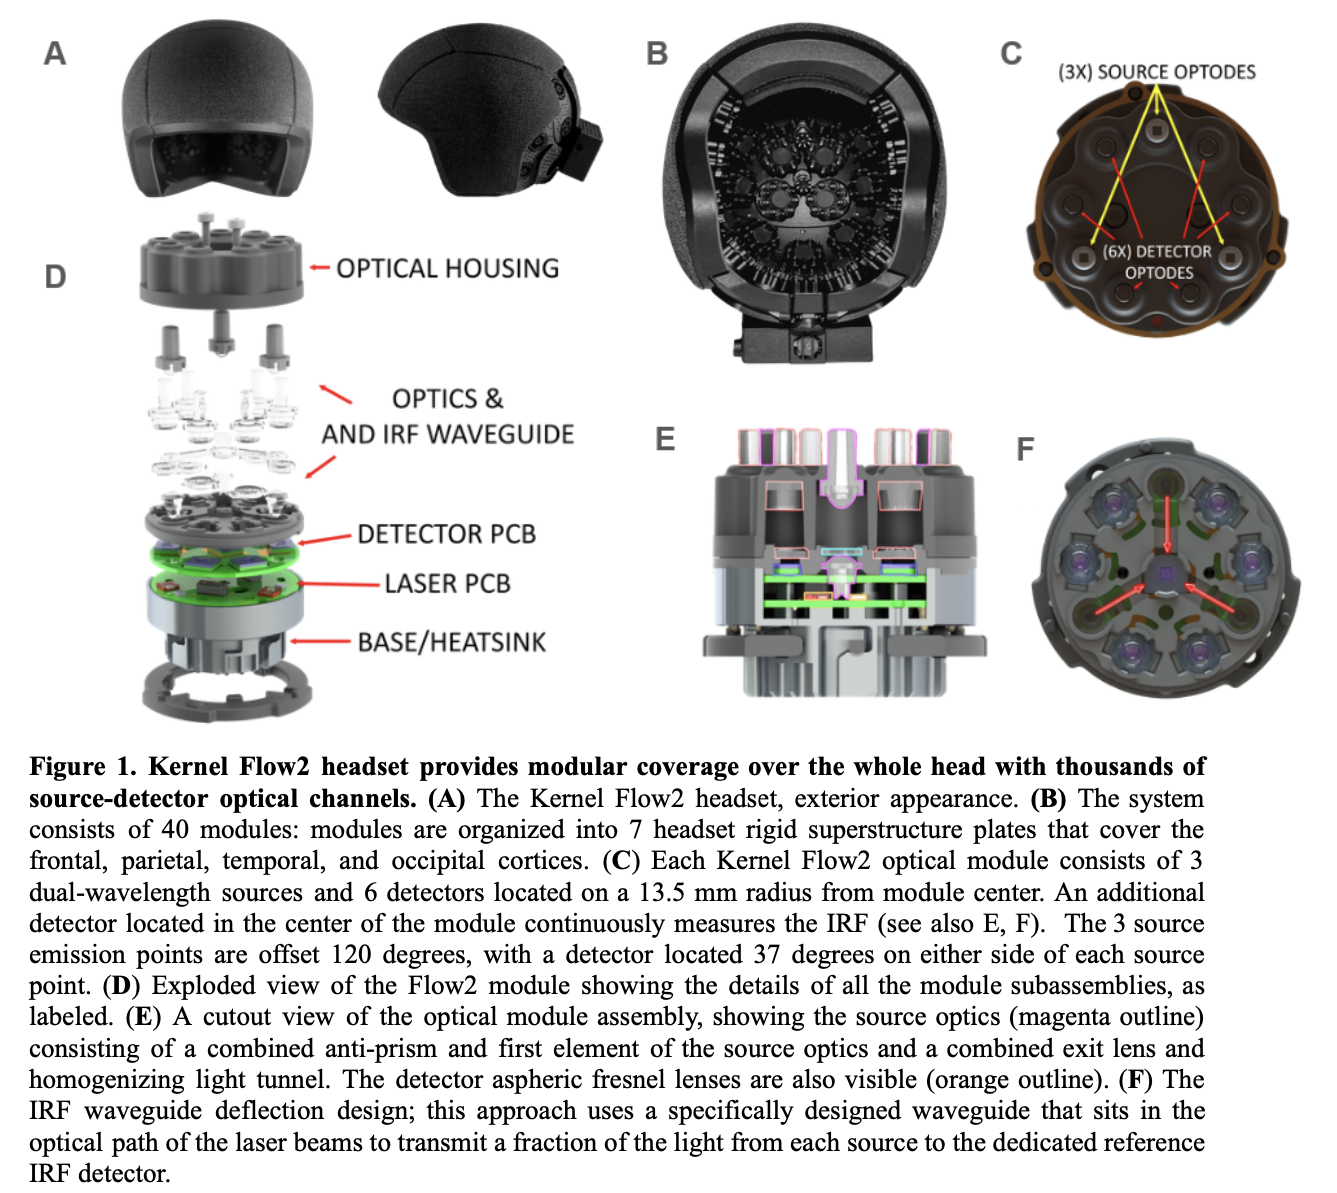 A
B
C
(3X) SOURCE OPTODES
(6X) DETECTOR
OPTODES
D
OPTICAL HOUSING
OPTICS &
AND IRF WAVEGUIDE
DETECTOR PCB
LASER PCB
BASE/HEATSINK
E
F
Figure 1. Kernel Flow2 headset provides modular coverage over the whole head with thousands of
source-detector optical channels. (A) The Kernel Flow2 headset, exterior appearance. (B) The system
consists of 40 modules: modules are organized into 7 headset rigid superstructure plates that cover the
frontal, parietal, temporal, and occipital cortices. (C) Each Kernel Flow2 optical module consists of 3
dual-wavelength sources and 6 detectors located on a 13.5 mm radius from module center. An additional
detector located in the center of the module continuously measures the IRF (see also E, F). The 3 source
emission points are offset 120 degrees, with a detector located 37 degrees on either side of each source
point. (D) Exploded view of the Flow2 module showing the details of all the module subassemblies, as
labeled. (E) A cutout view of the optical module assembly, showing the source optics (magenta outline)
consisting of a combined anti-prism and first element of the source optics and a combined exit lens and
homogenizing light tunnel. The detector aspheric fresnel lenses are also visible (orange outline). (F) The
IRF waveguide deflection design; this approach uses a specifically designed waveguide that sits in the
optical path of the laser beams to transmit a fraction of the light from each source to the dedicated reference
IRF detector.